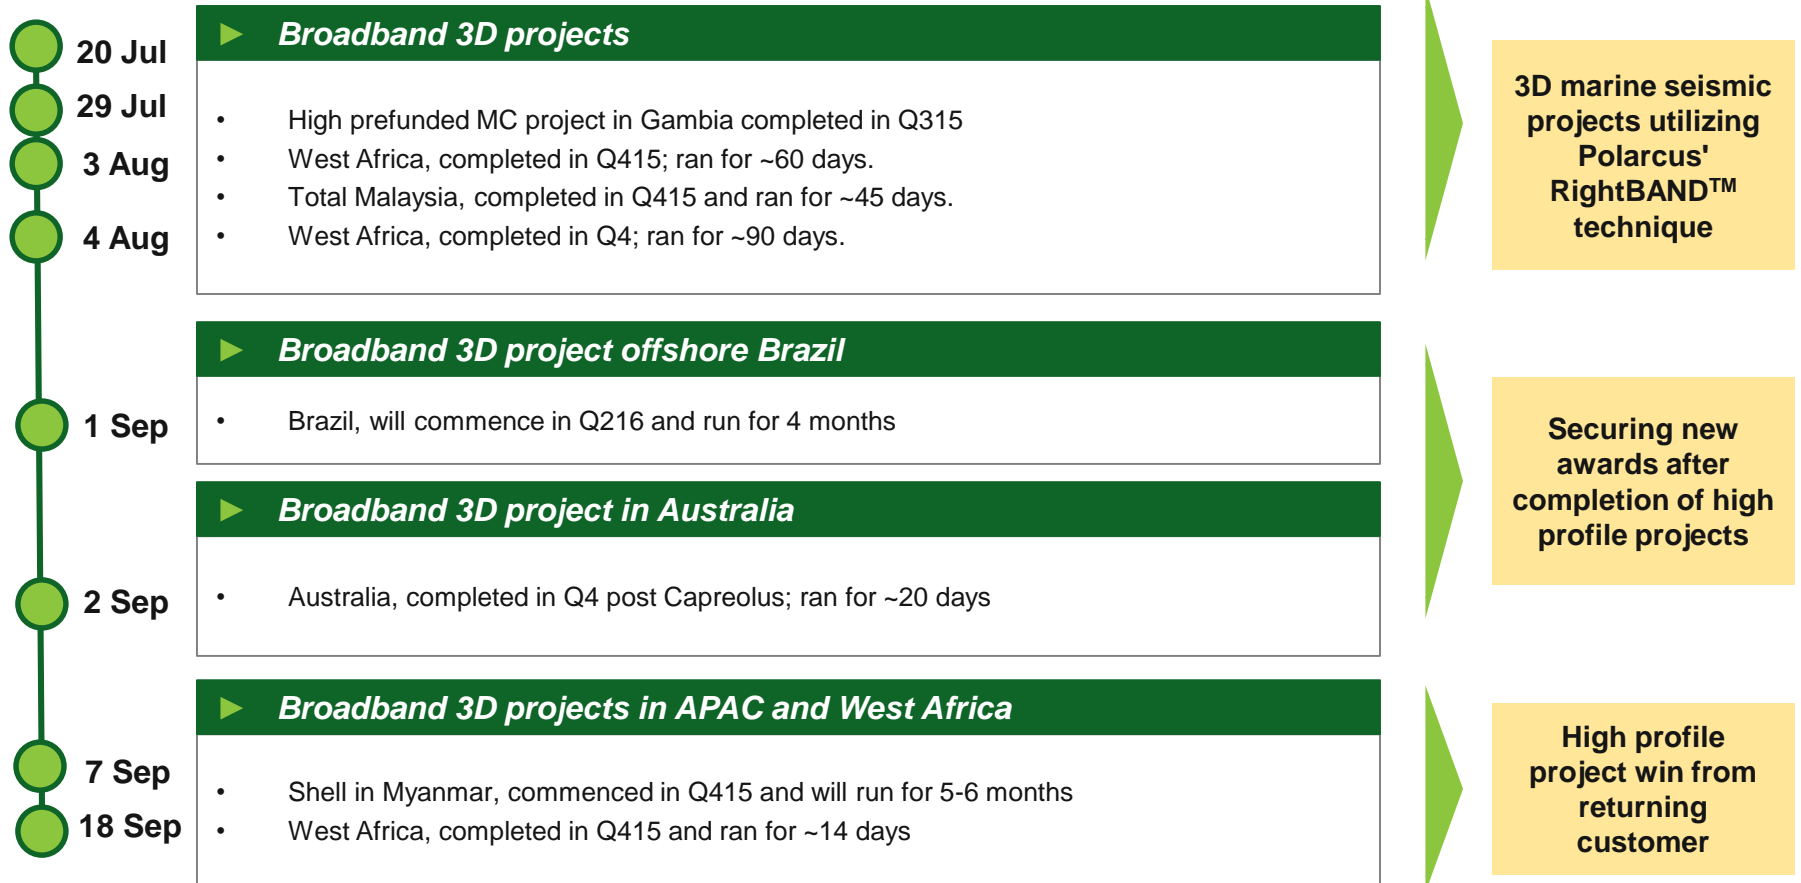 20 Jul
29 Jul
3 Aug
4 Aug
► Broadband 3D projects
• High prefunded MC project in Gambia completed in Q315
• West Africa, completed in Q415; ran for ~60 days.
• Total Malaysia, completed in Q415 and ran for ~45 days.
• West Africa, completed in Q4; ran for ~90 days.
3D marine seismic
projects utilizing
Polarcus'
RightBAND™
technique
1 Sep
► Broadband 3D project offshore Brazil
• Brazil, will commence in Q216 and run for 4 months
2 Sep
► Broadband 3D project in Australia
• Australia, completed in Q4 post Capreolus; ran for ~20 days
Securing new
awards after
completion of high
profile projects
7 Sep
18 Sep
► Broadband 3D projects in APAC and West Africa
• Shell in Myanmar, commenced in Q415 and will run for 5-6 months
• West Africa, completed in Q415 and ran for ~14 days
High profile
project win from
returning
customer